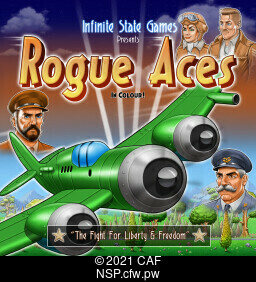 Infinite State Games
Presents
Rogue Aces
in Colour!
"The Fight For Liberty & Freedom"
© 2021 CAF
NSP.cfw.pw